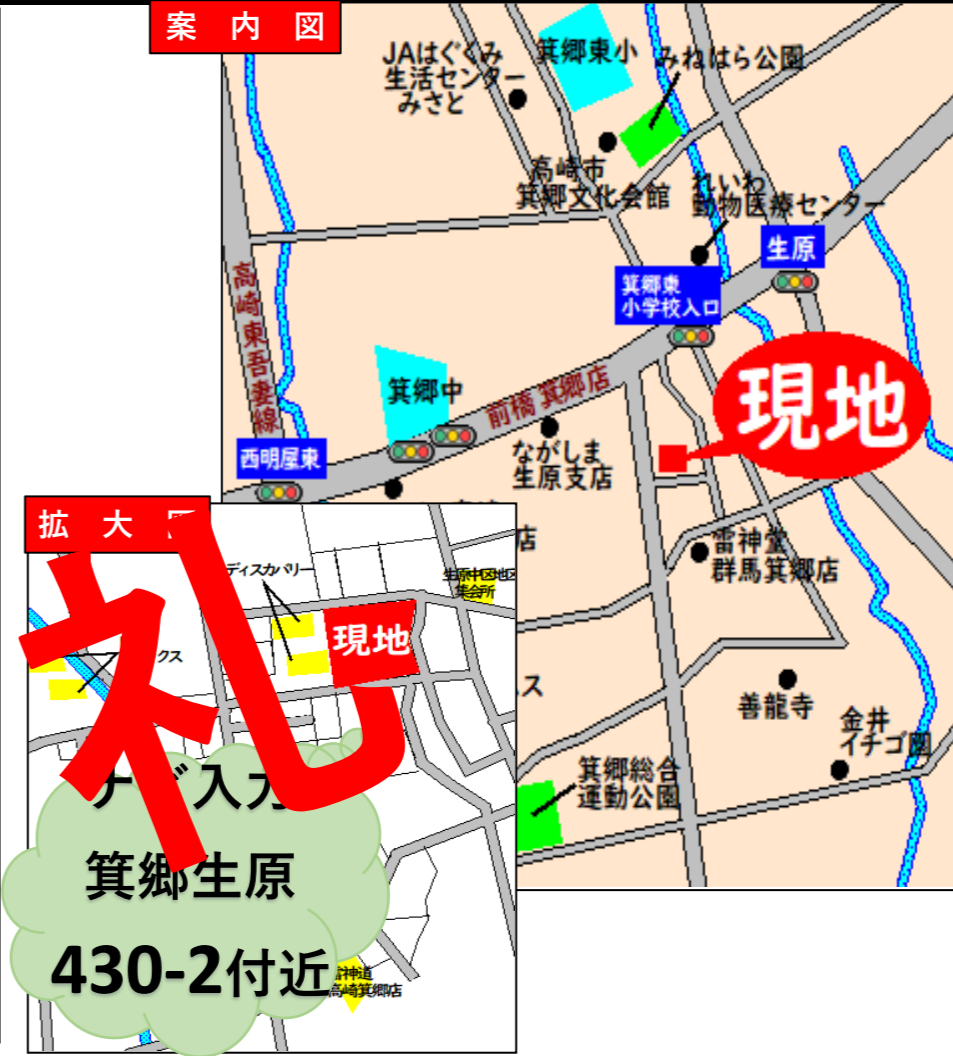 案内図
JAはぐくみ
生活センター
みさと
箕郷東小
みねはら公園
高崎市
箕郷文化会館
れいわ
動物医療センター
生原
箕郷東
小学校入口
高崎東吾妻線
箕郷中
前橋 箕郷店
現地
西明屋東
ながしま
生原支店
店
雷神堂
群馬箕郷店
ス
善龍寺
金井
イチゴ園
箕郷総合
運動公園
拡大
礼
ディスカバリー
生原中区地区
集会所
現地
クス
ナビ入力
箕郷生原
430-2付近
雷神道
高崎箕郷店